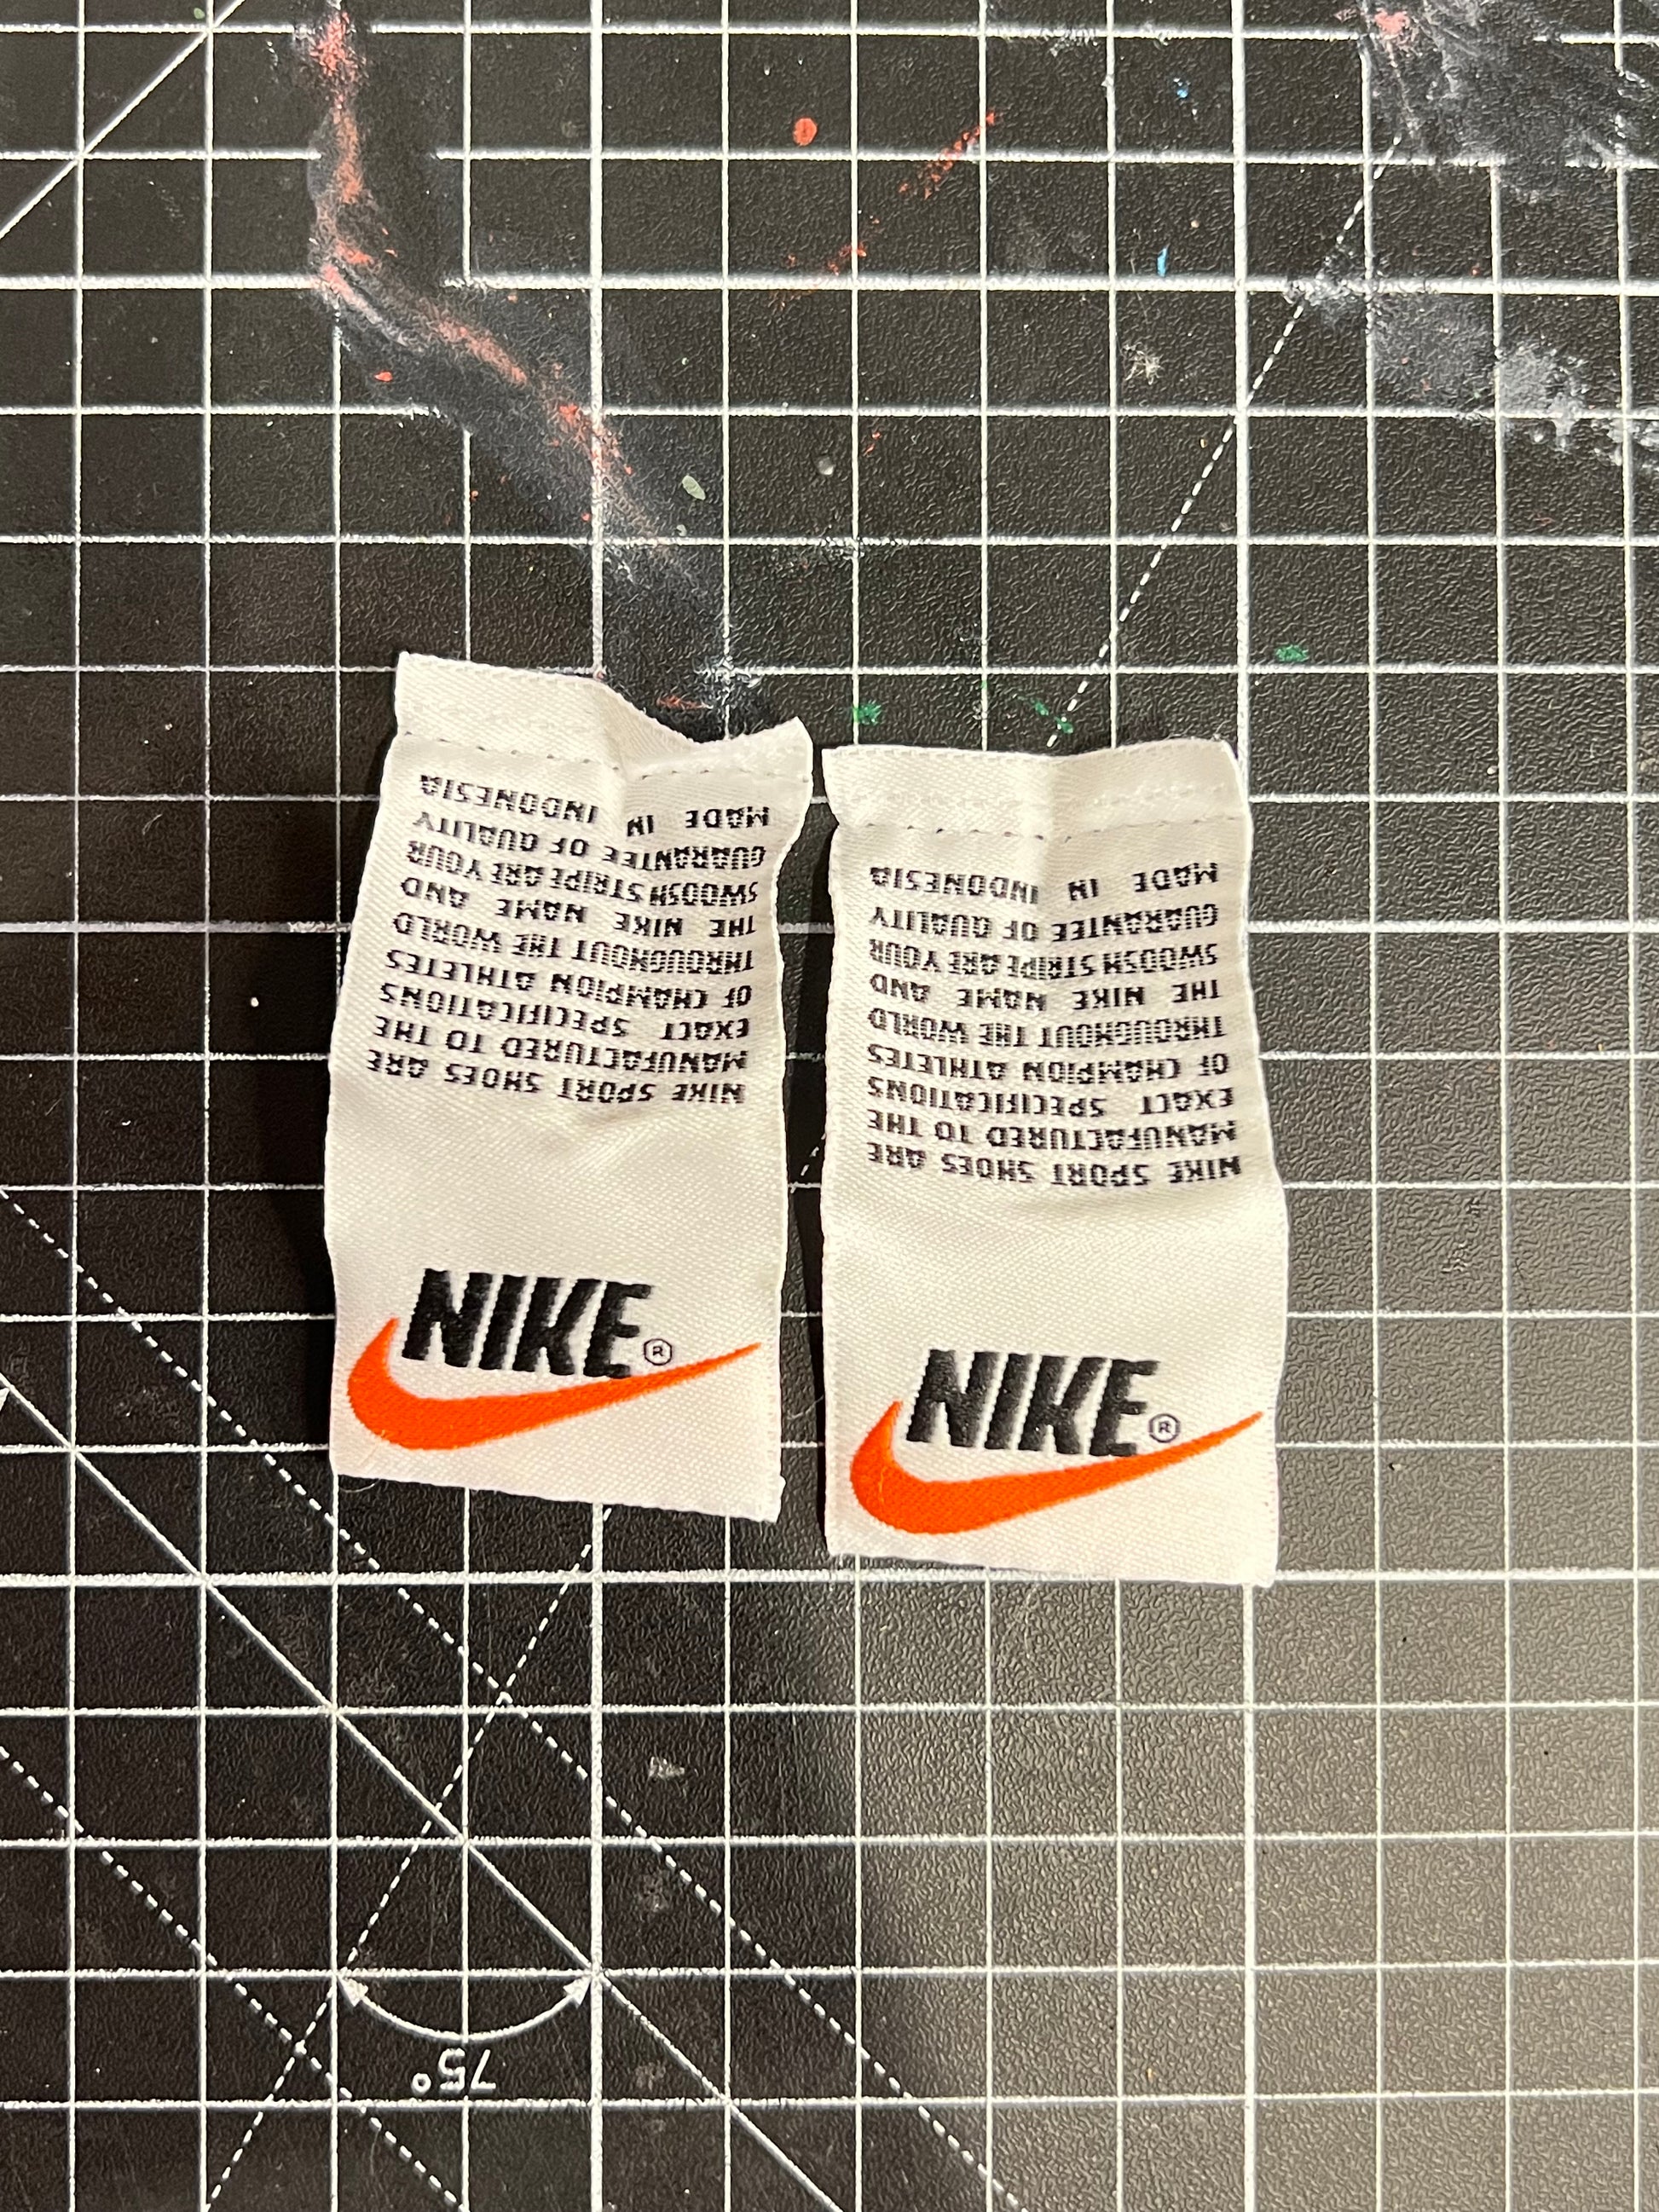 NIKE SPORT SHOES ARE
MANUFACTURED TO THE
EXACT SPECIFICATIONS
OF CHAMPION ATHLETES
THROUGHOUT THE WORLD
THE NIKE NAME AND
SWOOSH STRIPE ARE YOUR
GUARANTEE OF QUALITY
MADE IN INDONESIA
NIKE®
NIKE SPORT SHOES ARE
MANUFACTURED TO THE
EXACT SPECIFICATIONS
OF CHAMPION ATHLETES
THROUGHOUT THE WORLD
THE NIKE NAME AND
SWOOSH STRIPE ARE YOUR
GUARANTEE OF QUALITY
MADE IN INDONESIA
NIKE®
75°